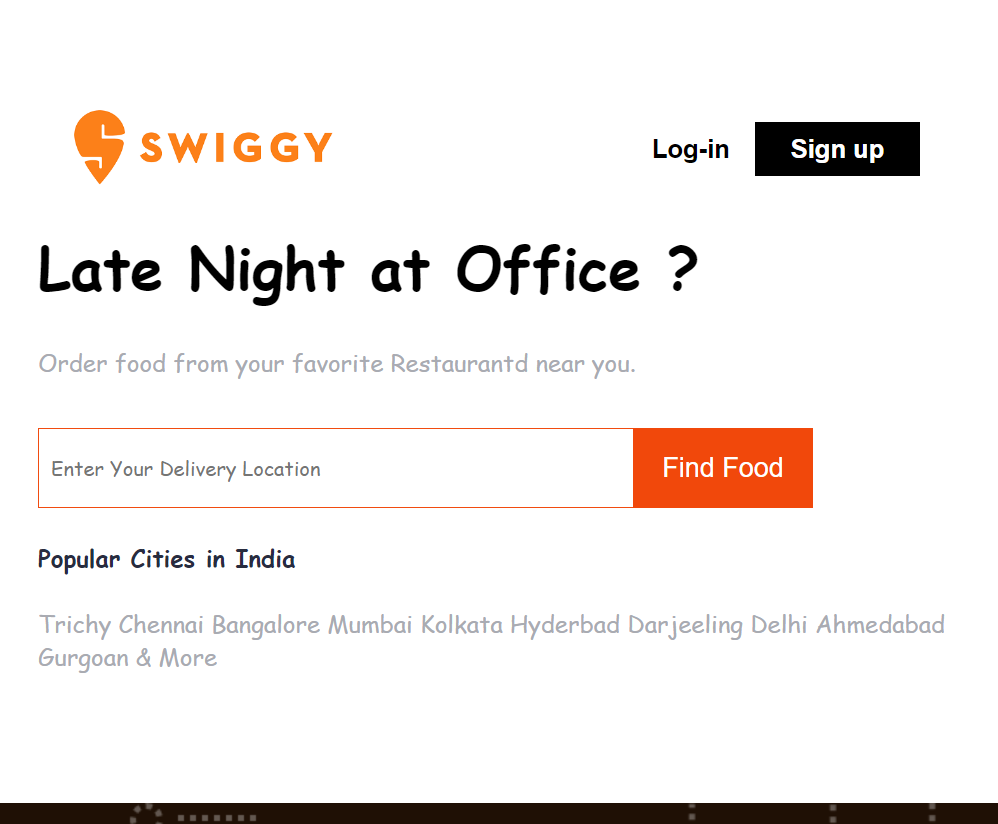 SWIGGY
Log-in
Sign up
Late Night at Office ?
Order food from your favorite Restaurantd near you.
Enter Your Delivery Location
Find Food
Popular Cities in India
Trichy Chennai Bangalore Mumbai Kolkata Hyderbad Darjeeling Delhi Ahmedabad
Gurgoan & More